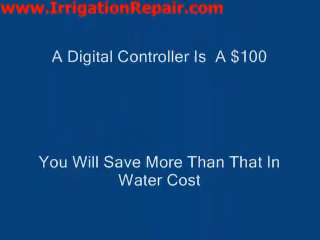 www.IrrigationRepair.com
A Digital Controller Is A $100
You Will Save More Than That In
Water Cost